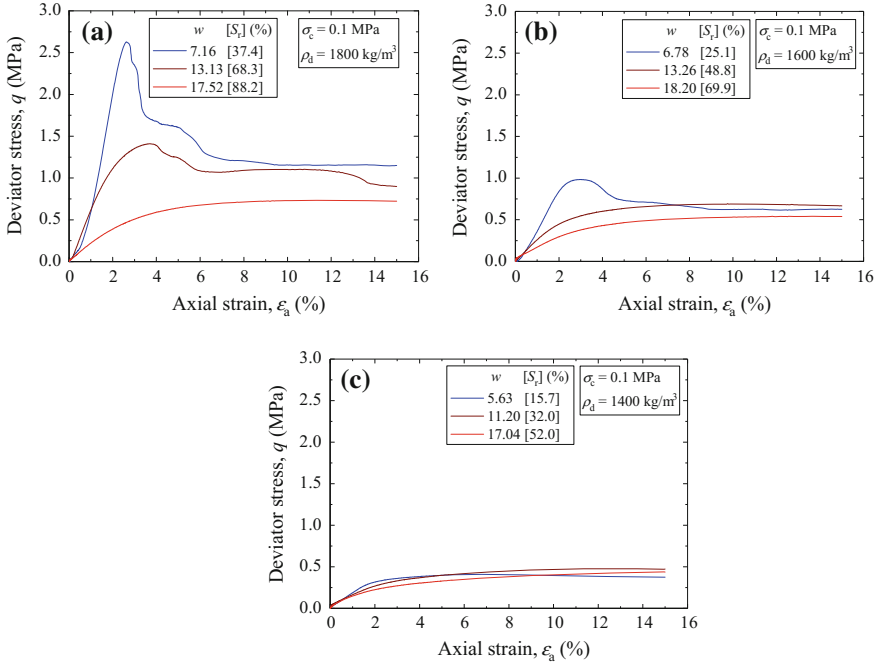 (a)
w [Sr] (%)
7.16 [37.4]
13.13 [68.3]
17.52 [88.2]
σc = 0.1 MPa
ρd = 1800 kg/m³
Deviator stress, q (MPa)
3.0
2.5
2.0
1.5
1.0
0.5
0.0
0 2 4 6 8 10 12 14 16
Axial strain, εa (%)
(b)
w [Sr] (%)
6.78 [25.1]
13.26 [48.8]
18.20 [69.9]
σc = 0.1 MPa
ρd = 1600 kg/m³
Deviator stress, q (MPa)
3.0
2.5
2.0
1.5
1.0
0.5
0.0
0 2 4 6 8 10 12 14 16
Axial strain, εa (%)
(c)
w [Sr] (%)
5.63 [15.7]
11.20 [32.0]
17.04 [52.0]
σc = 0.1 MPa
ρd = 1400 kg/m³
Deviator stress, q (MPa)
3.0
2.5
2.0
1.5
1.0
0.5
0.0
0 2 4 6 8 10 12 14 16
Axial strain, εa (%)